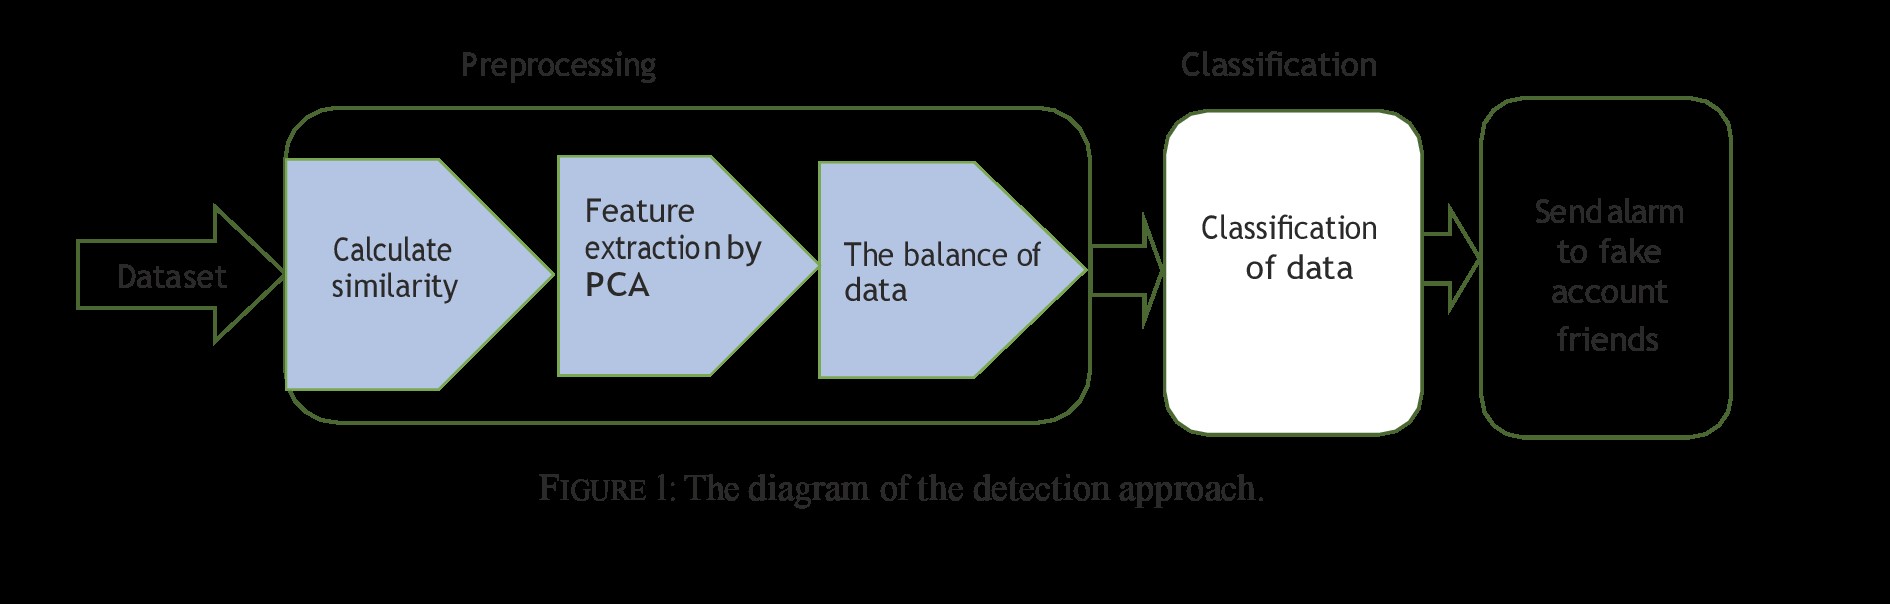 Preprocessing
Classification
Dataset
Calculate
similarity
Feature
extraction by
PCA
The balance of
data
Classification
of data
Send alarm
to fake
account
friends
FIGURE 1: The diagram of the detection approach.